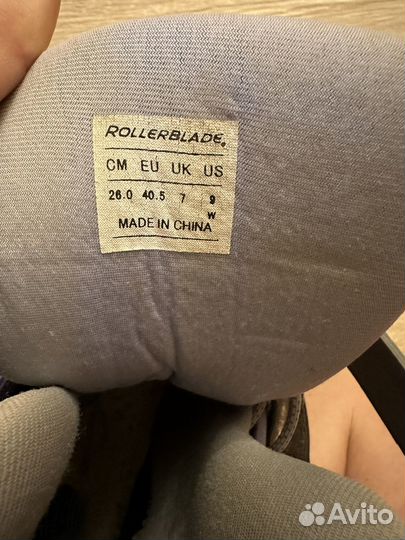 ROLLERBLADE
CM EU UK US
26.0 40.5 7 9
W
MADE IN CHINA
Avito